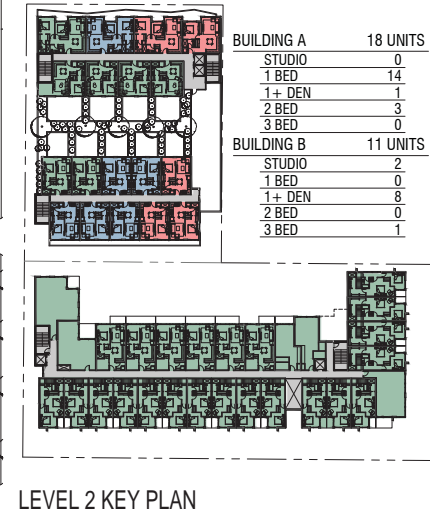 BUILDING A 18 UNITS
STUDIO 0
1 BED 14
1+ DEN 1
2 BED 3
3 BED 0
BUILDING B 11 UNITS
STUDIO 2
1 BED 0
1+ DEN 8
2 BED 0
3 BED 1
LEVEL 2 KEY PLAN